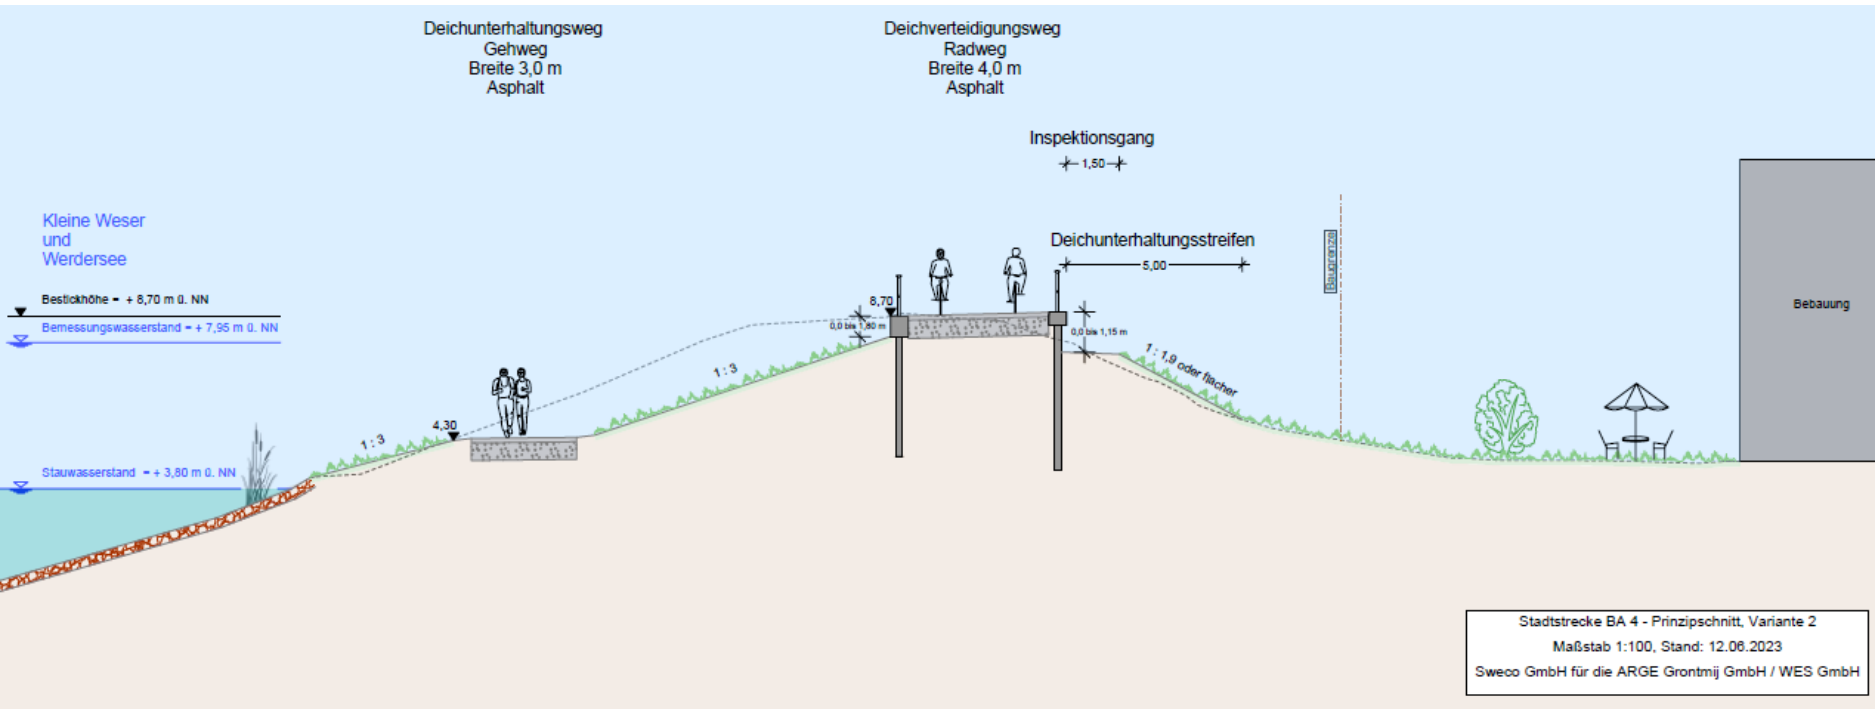 Deichunterhaltungsweg
Gehweg
Breite 3,0 m
Asphalt
Deichverteidigungsweg
Radweg
Breite 4,0 m
Asphalt
Inspektionsgang
1,50
Kleine Weser
und
Werdersee
Deichunterhaltungsstreifen
5,00
Baugrenze
Bestickhöhe = + 8,70 m ü. NN
8,70
Bebauung
Bemessungswasserstand = + 7,95 m ü. NN
0,0 bis 1,80 m
0,0 bis 1,15 m
1 : 3
1 : 1,9 oder flacher
4,30
1 : 3
Stauwasserstand = + 3,80 m ü. NN
Stadtstrecke BA 4 - Prinzipschnitt, Variante 2
Maßstab 1:100, Stand: 12.06.2023
Sweco GmbH für die ARGE Grontmij GmbH / WES GmbH